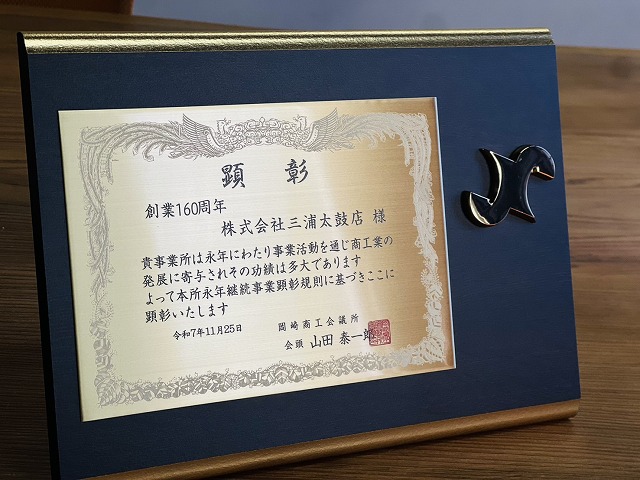 顕彰
創業160周年
株式会社三浦太鼓店 様
貴事業所は永年にわたり事業活動を通じ商工業の
発展に寄与されその功績は多大であります
よって本所永年継続事業顕彰規則に基づきここに
顕彰いたします
令和7年11月25日
岡崎商工会議所
会頭 山田 泰一郎